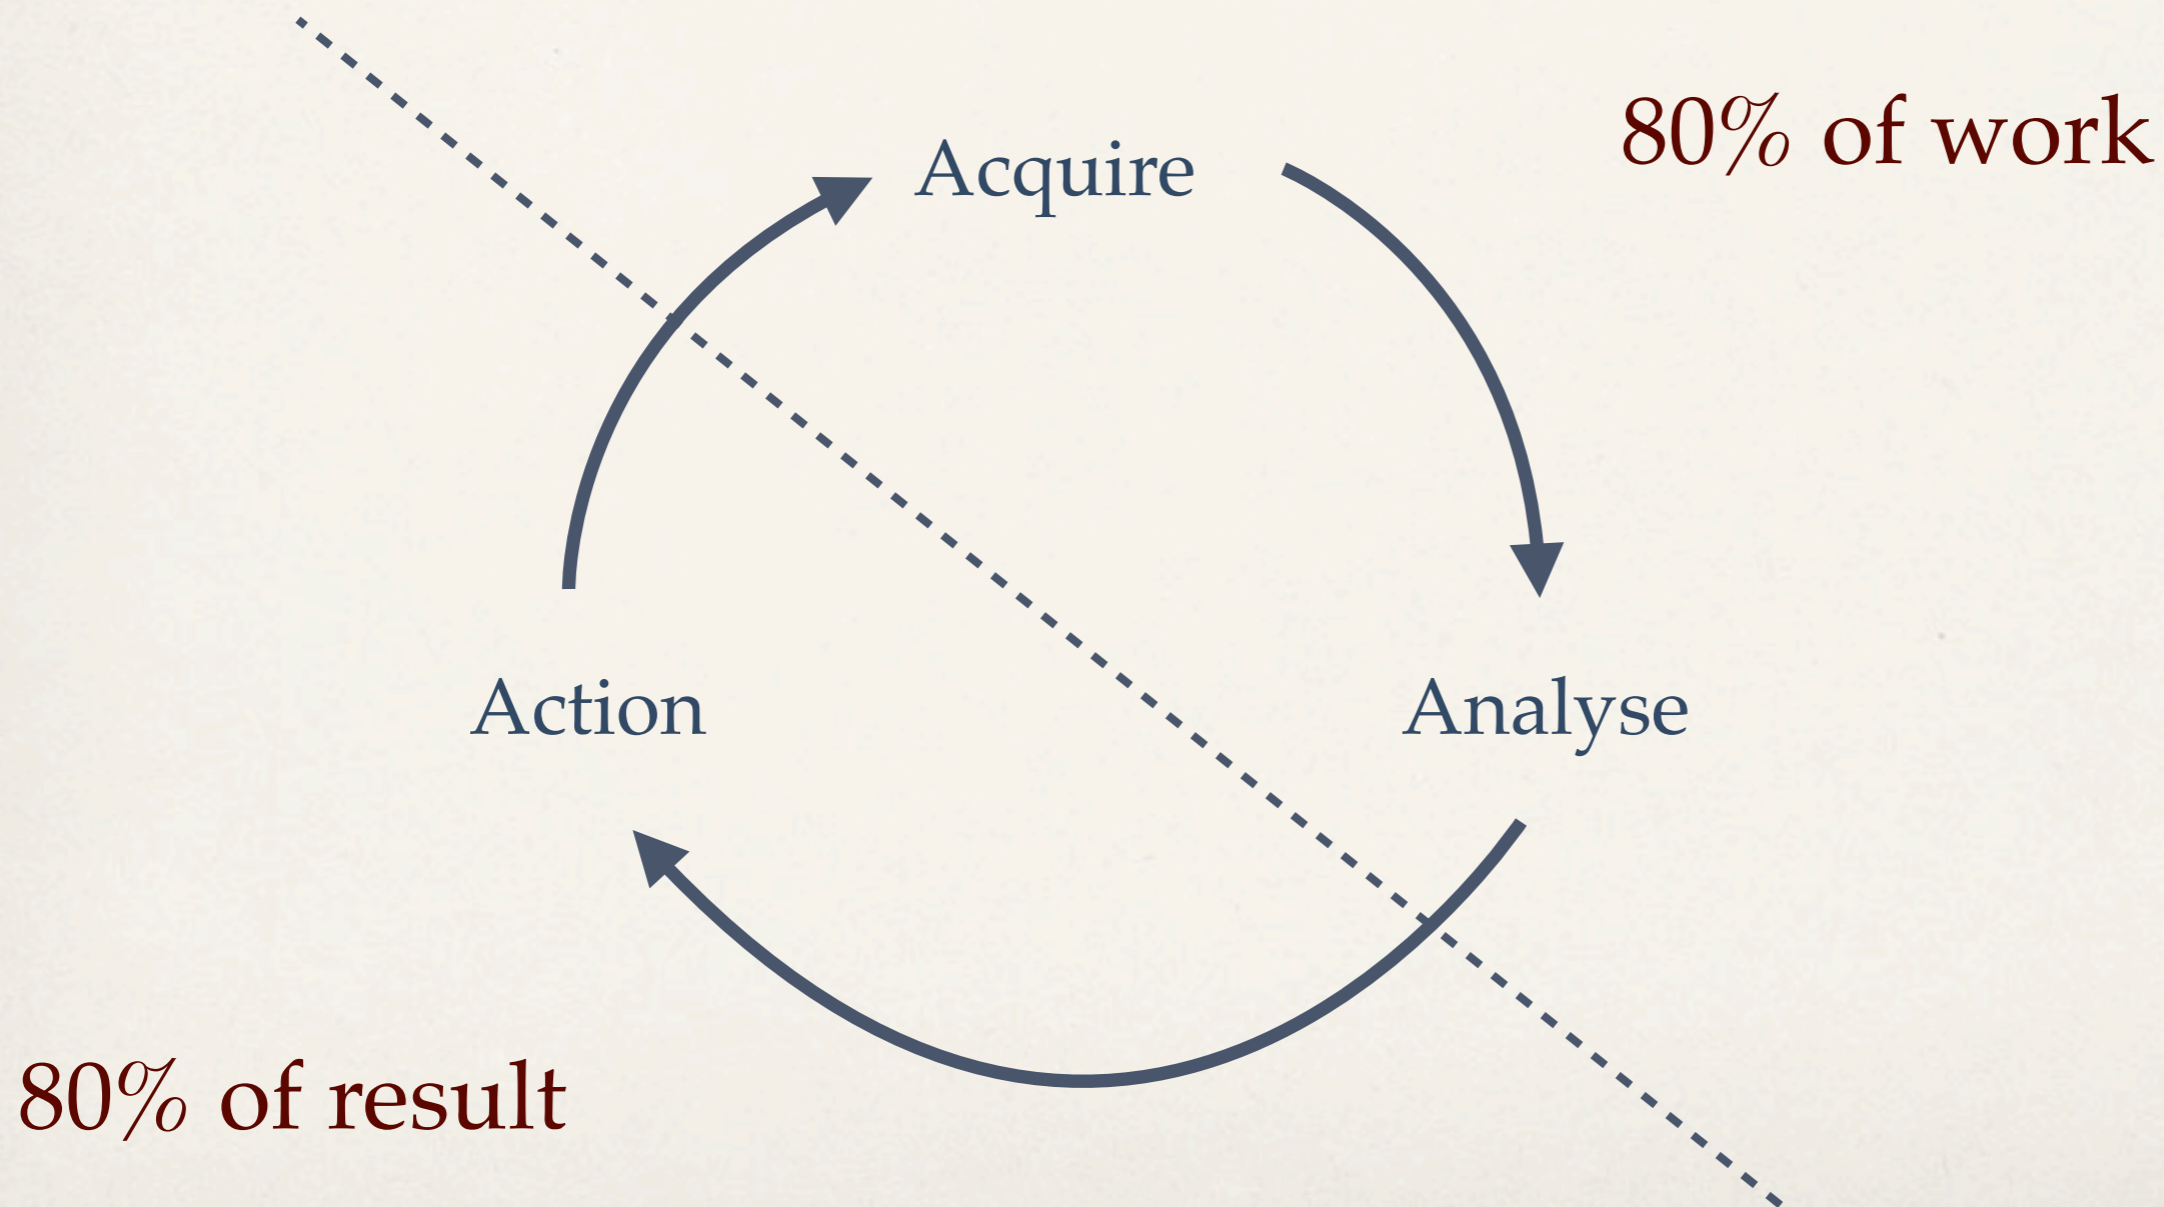 80% of work
Acquire
Action
Analyse
80% of result